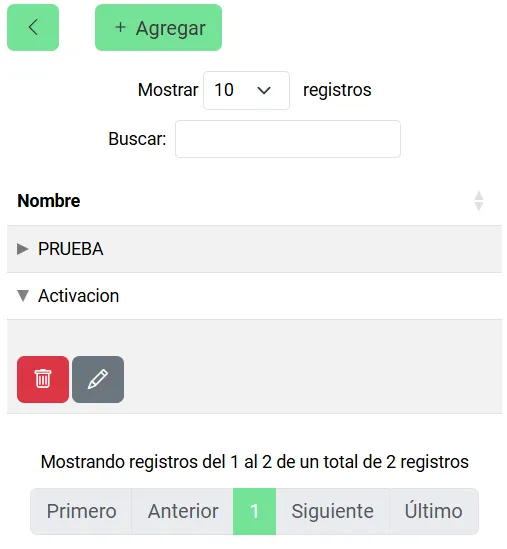 + Agregar
Mostrar 10 registros
Buscar:
Nombre
PRUEBA
Activacion
Mostrando registros del 1 al 2 de un total de 2 registros
Primero Anterior 1 Siguiente Último